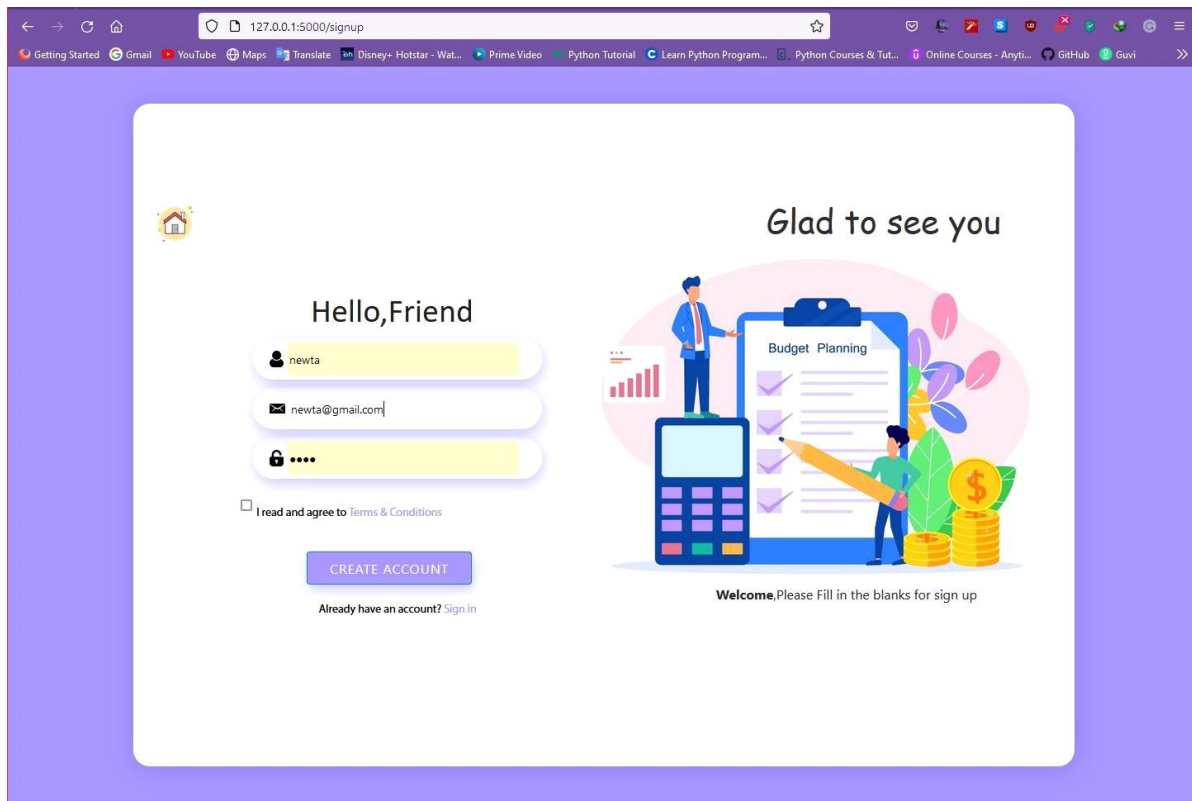 127.0.0.1:5000/signup
Getting Started Gmail YouTube Maps Translate Disney+ Hotstar - Wat... Prime Video Python Tutorial Learn Python Program... Python Courses & Tut... Online Courses - Anyti... GitHub Guvi
Glad to see you
Hello,Friend
newta
newta@gmail.com
••••
I read and agree to Terms & Conditions
CREATE ACCOUNT
Already have an account? Sign in
Budget Planning
Welcome,Please Fill in the blanks for sign up